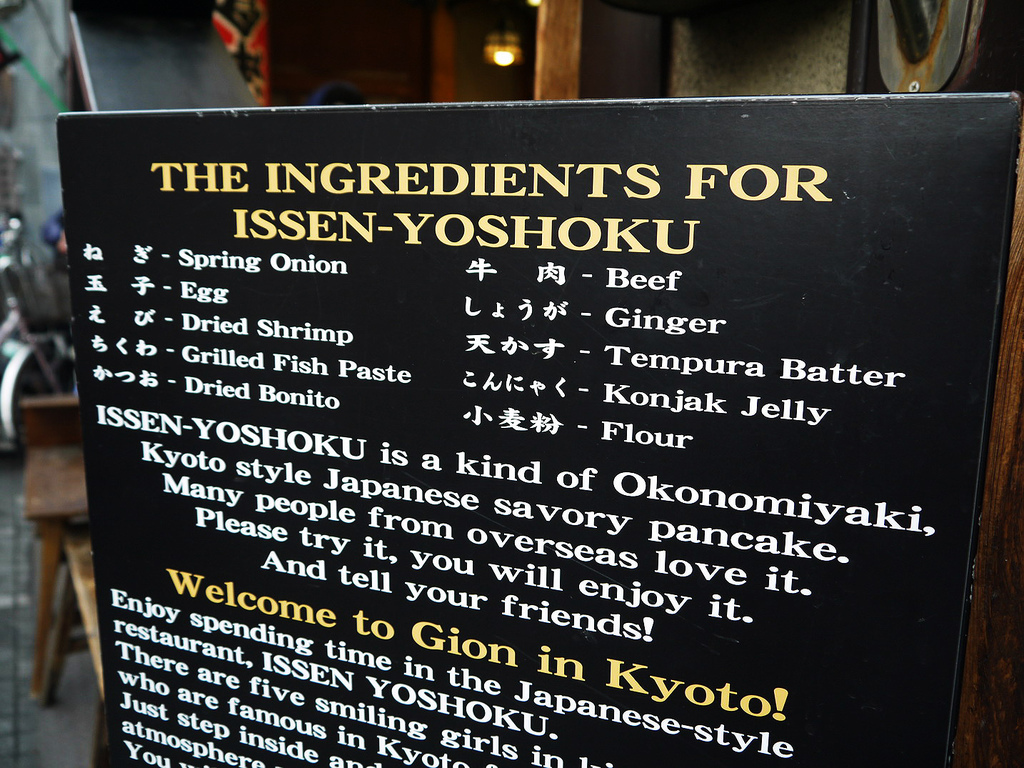 THE INGREDIENTS FOR
ISSEN-YOSHOKU
ねぎ - Spring Onion
玉子 - Egg
えび - Dried Shrimp
ちくわ - Grilled Fish Paste
かつお - Dried Bonito
牛肉 - Beef
しょうが - Ginger
天かす - Tempura Batter
こんにゃく - Konjak Jelly
小麦粉 - Flour
ISSEN-YOSHOKU is a kind of Okonomiyaki,
Kyoto style Japanese savory pancake.
Many people from overseas love it.
Please try it, you will enjoy it.
And tell your friends!
Welcome to Gion in Kyoto!
Enjoy spending time in the Japanese-style
restaurant, ISSEN YOSHOKU.
There are five smiling girls in
who are famous in Kyoto
Just step inside and
atmosphere
You